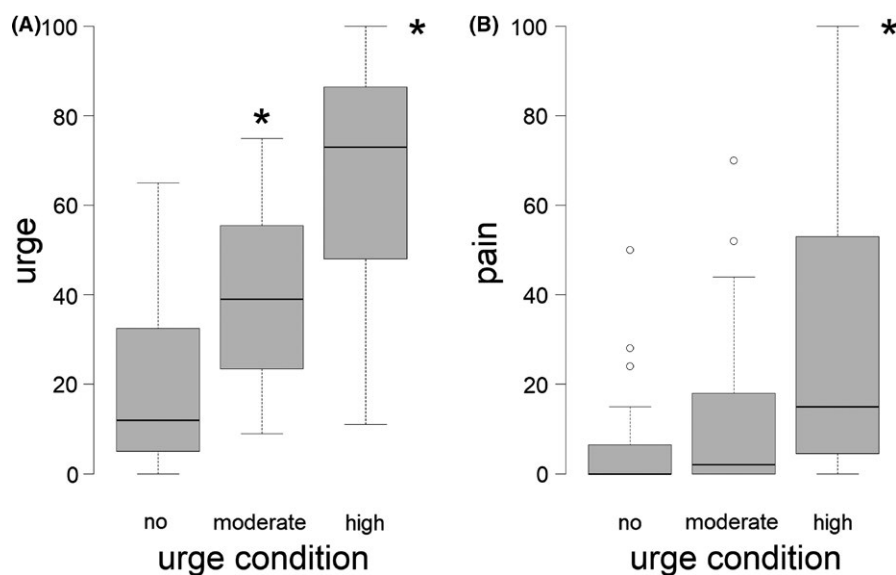 (A)
100
*
80
*
60
40
20
0
urge
no moderate high
urge condition
(B)
100
*
80
60
40
20
0
pain
no moderate high
urge condition